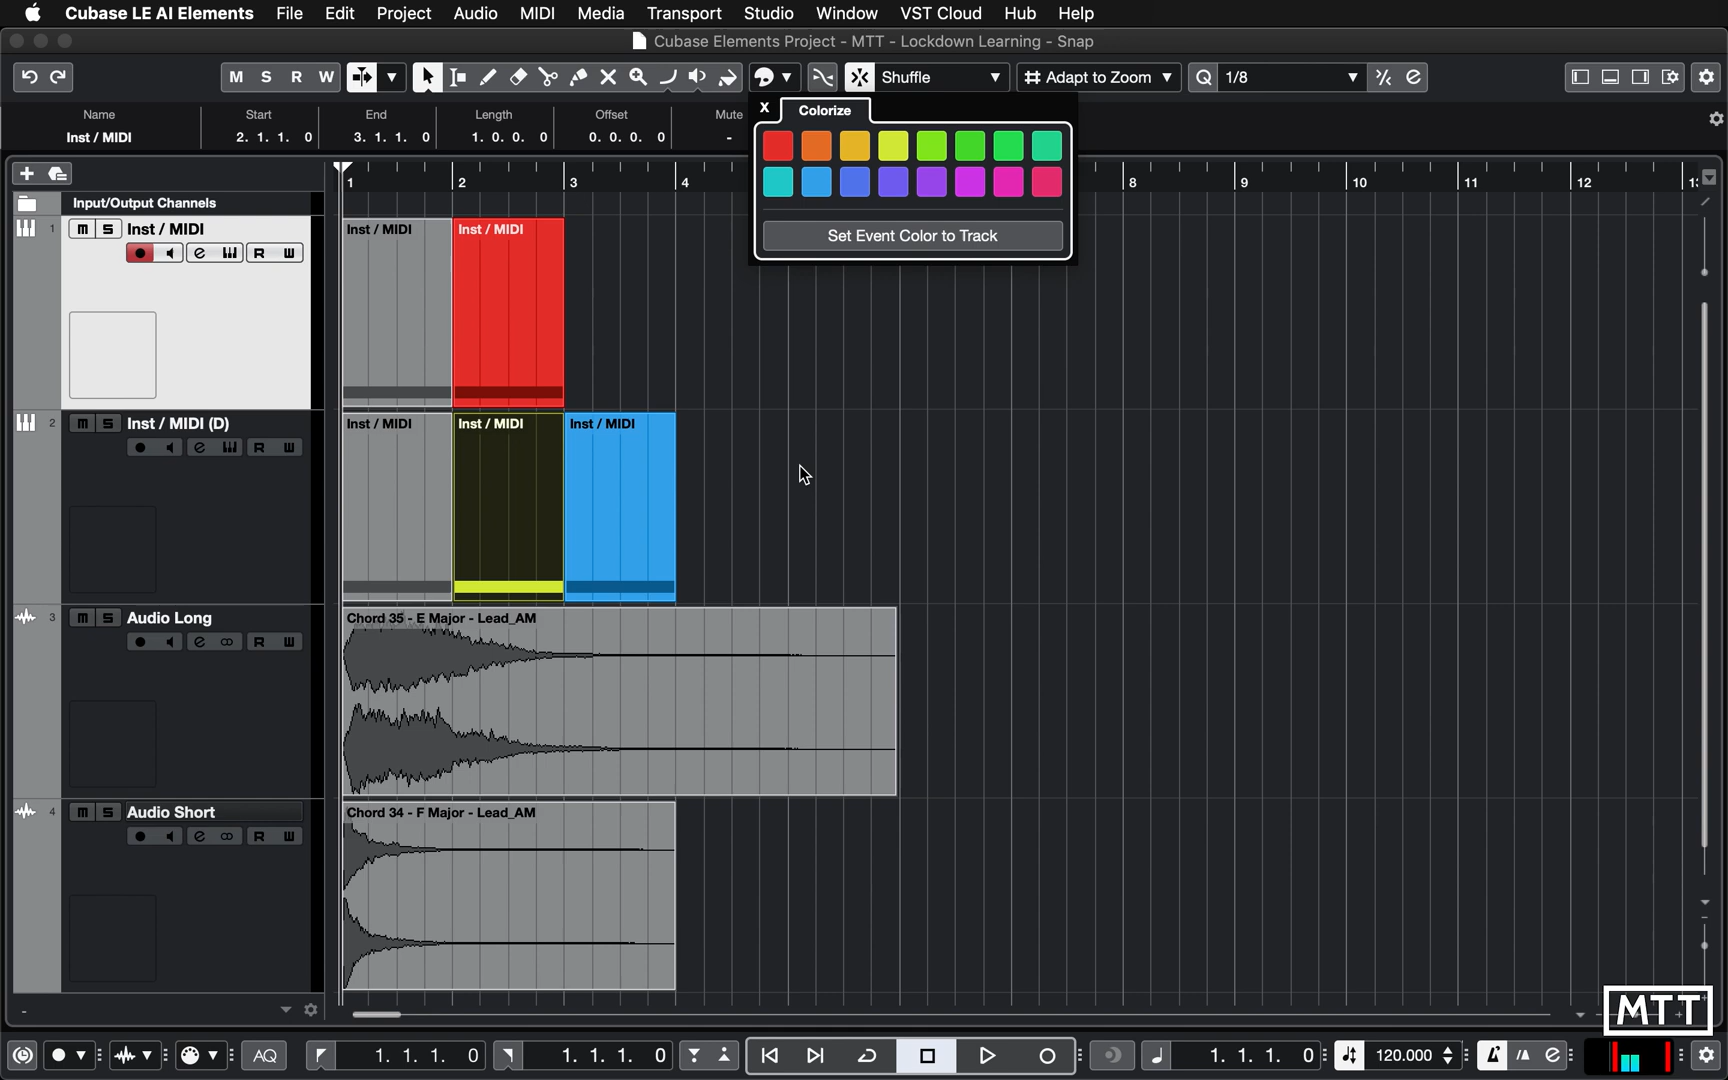 Cubase LE AI Elements File Edit Project Audio MIDI Media Transport Studio Window VST Cloud Hub Help
Cubase Elements Project - MTT - Lockdown Learning - Snap
M S R W Shuffle Adapt to Zoom Q 1/8
Name Start End Length Offset Mute
Inst / MIDI 2. 1. 1. 0 3. 1. 1. 0 1. 0. 0. 0 0. 0. 0. 0 -
X Colorize
Set Event Color to Track
1 2 3 4 8 9 10 11 12
Input/Output Channels
1 m S Inst / MIDI
R W
Inst / MIDI Inst / MIDI
2 m S Inst / MIDI (D)
R W
Inst / MIDI Inst / MIDI Inst / MIDI
3 m S Audio Long
R W
Chord 35 - E Major - Lead_AM
4 m S Audio Short
R W
Chord 34 - F Major - Lead_AM
MTT
AQ 1. 1. 1. 0 1. 1. 1. 0 1. 1. 1. 0 120.000